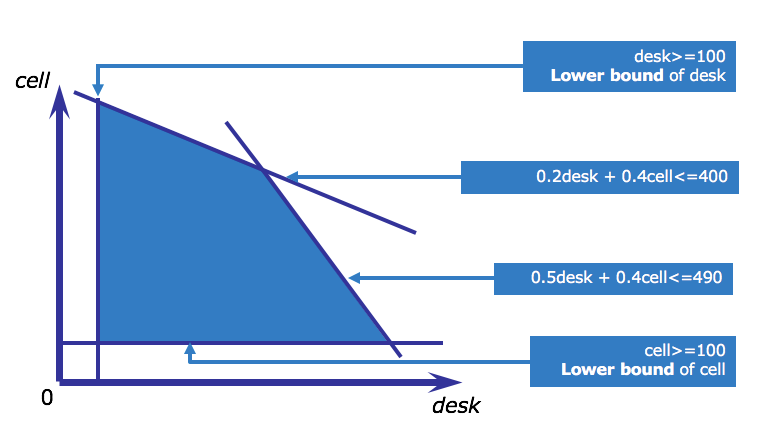 desk>=100
Lower bound of desk
cell
0.2desk + 0.4cell<=400
0.5desk + 0.4cell<=490
cell>=100
Lower bound of cell
0
desk